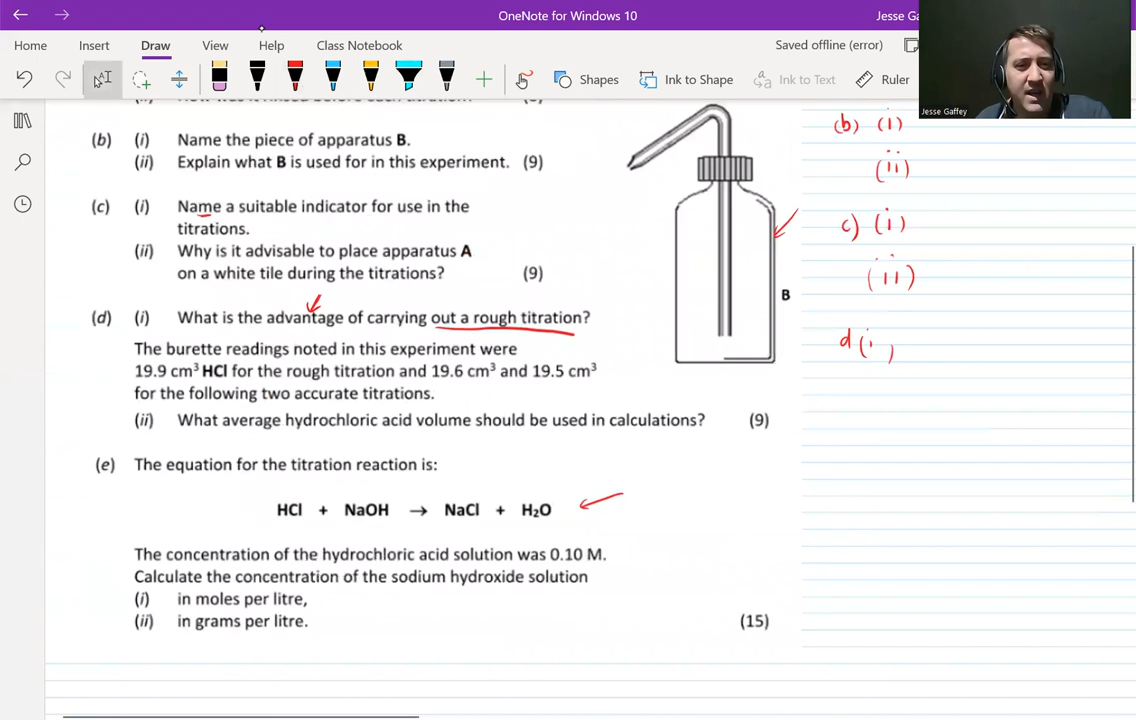 OneNote for Windows 10
Jesse Ga
Home Insert Draw View Help Class Notebook
Saved offline (error)
Shapes Ink to Shape Ink to Text Ruler
Jesse Gaffey
(b) (i) Name the piece of apparatus B.
(ii) Explain what B is used for in this experiment. (9)
(c) (i) Name a suitable indicator for use in the
titrations.
(ii) Why is it advisable to place apparatus A
on a white tile during the titrations? (9)
(d) (i) What is the advantage of carrying out a rough titration?
The burette readings noted in this experiment were
19.9 cm³ HCl for the rough titration and 19.6 cm³ and 19.5 cm³
for the following two accurate titrations.
(ii) What average hydrochloric acid volume should be used in calculations? (9)
(e) The equation for the titration reaction is:
HCl + NaOH → NaCl + H₂O
The concentration of the hydrochloric acid solution was 0.10 M.
Calculate the concentration of the sodium hydroxide solution
(i) in moles per litre,
(ii) in grams per litre. (15)
B
(b) (i)
(ii)
c) (i)
(ii)
d (i)